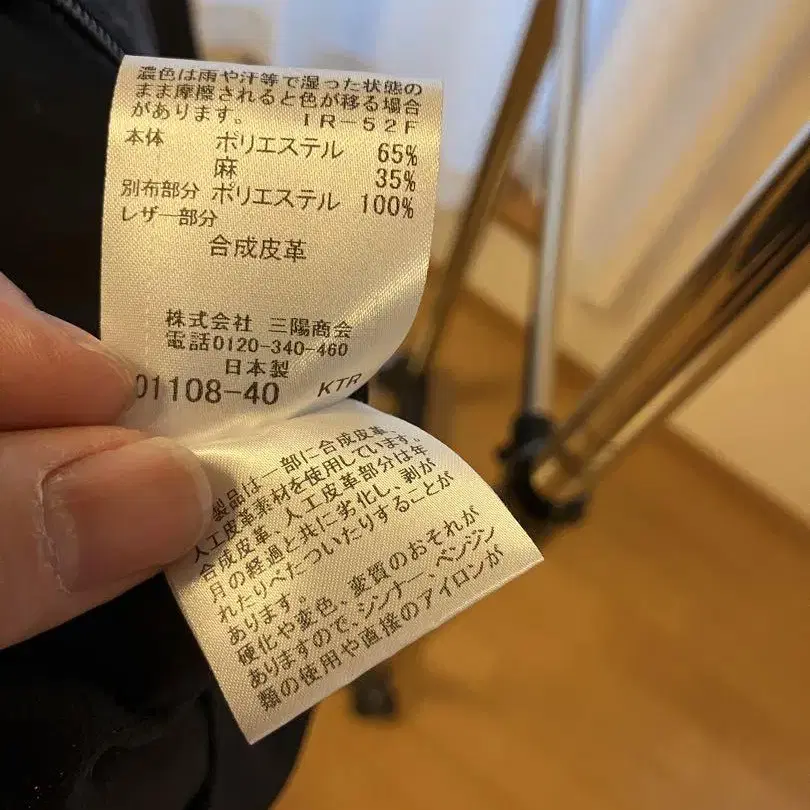 濃色は雨や汗等で湿った状態の
まま摩擦されると色が移る場合
があります。 IR-52F
本体 ポリエステル 65%
麻 35%
別布部分 ポリエステル 100%
レザー部分
合成皮革
株式会社 三陽商会
電話0120-340-460
日本製
01108-40 KTR
製品は一部に合成皮革、
人工皮革素材を使用しています。
合成皮革、人工皮革部分は年
月の経過と共に劣化し、剥が
れたりべたついたりすることが
あります。
硬化や変色、変質のおそれが
ありますので、シンナー、ベンジン
類の使用や直接のアイロンが